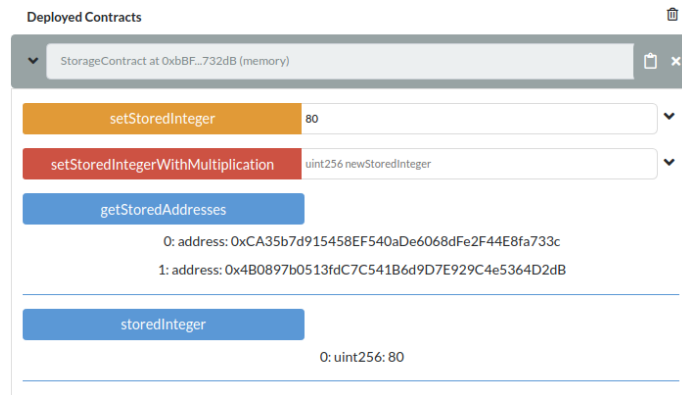 Deployed Contracts
StorageContract at 0xbBF...732dB (memory)
setStoredInteger 80
setStoredIntegerWithMultiplication uint256 newStoredInteger
getStoredAddresses
0: address: 0xCA35b7d915458EF540aDe6068dFe2F44E8fa733c
1: address: 0x4B0897b0513fdC7C541B6d9D7E929C4e5364D2dB
storedInteger
0: uint256: 80